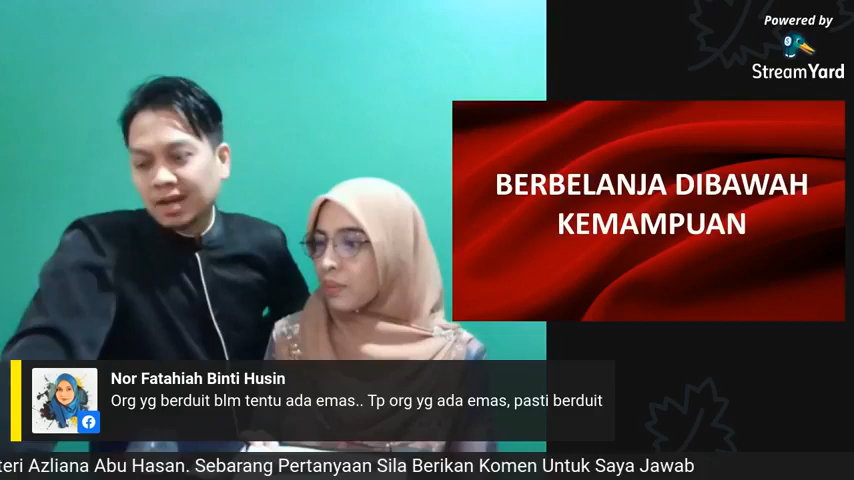 Powered by
StreamYard
BERBELANJA DIBAWAH
KEMAMPUAN
Nor Fatahiah Binti Husin
Org yg berduit blm tentu ada emas.. Tp org yg ada emas, pasti berduit
Azliana Abu Hasan. Sebarang Pertanyaan Sila Berikan Komen Untuk Saya Jawab